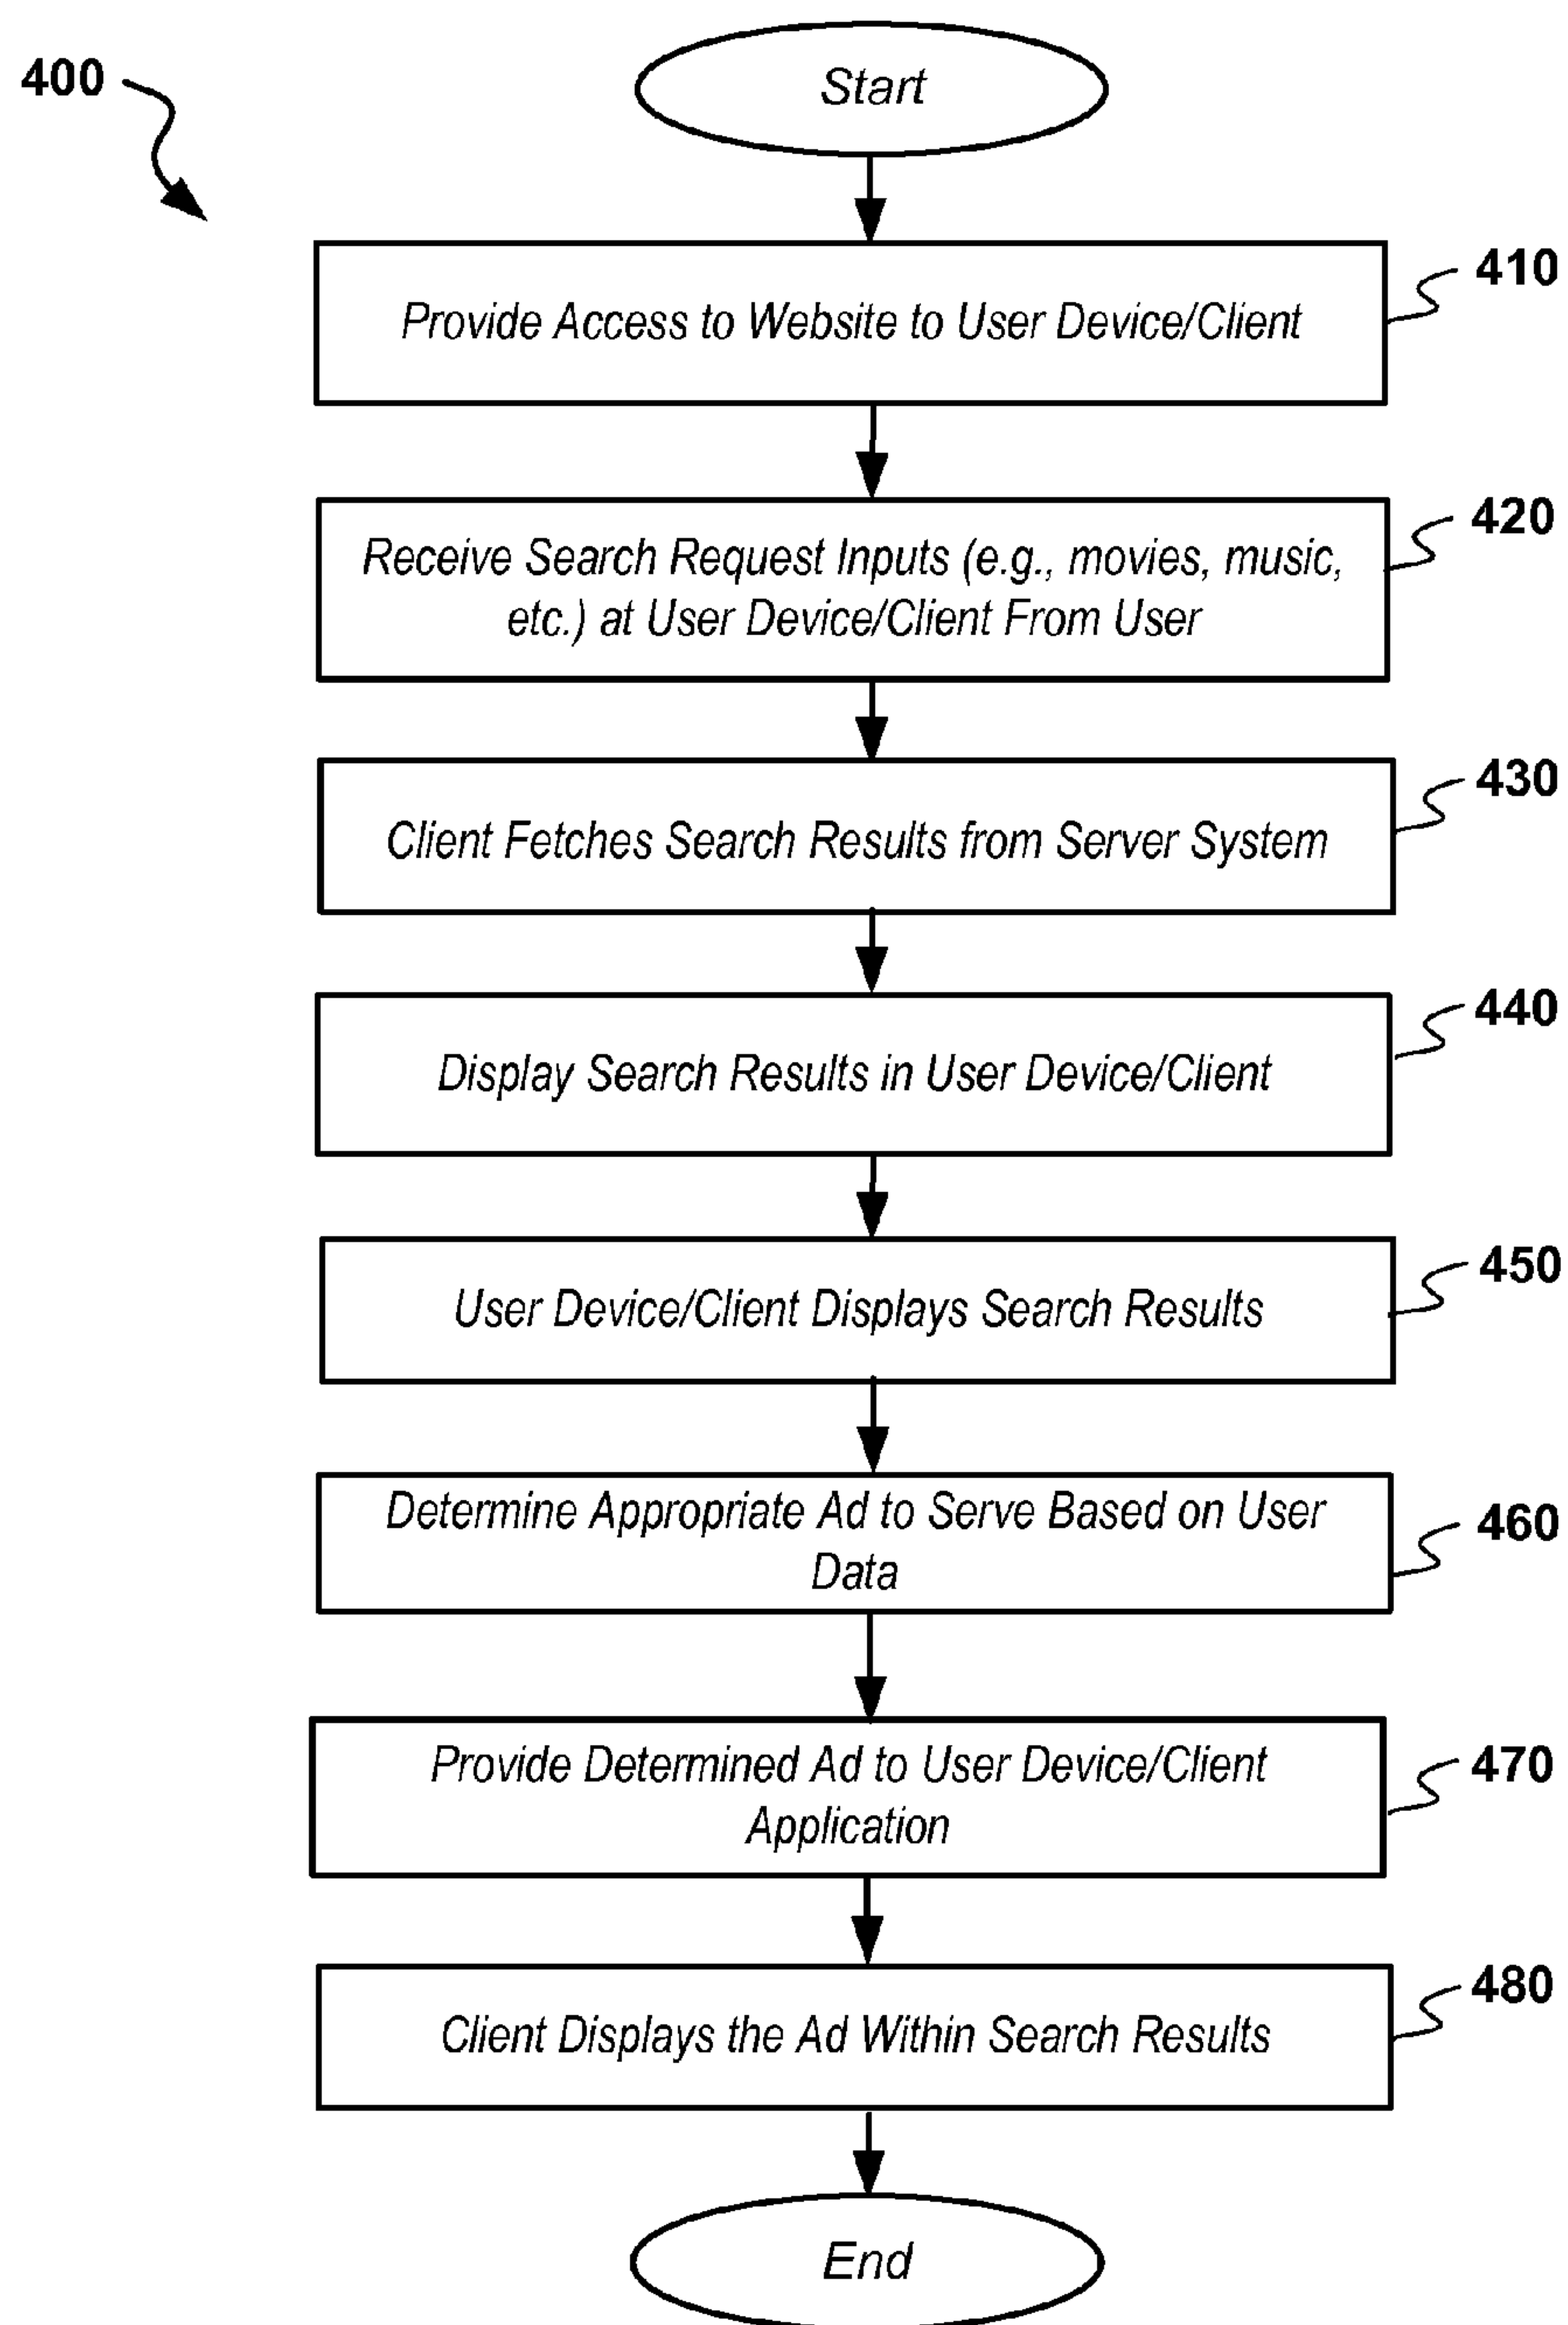 400
Start
Provide Access to Website to User Device/Client
410
Receive Search Request Inputs (e.g., movies, music,
etc.) at User Device/Client From User
420
Client Fetches Search Results from Server System
430
Display Search Results in User Device/Client
440
User Device/Client Displays Search Results
450
Determine Appropriate Ad to Serve Based on User
Data
460
Provide Determined Ad to User Device/Client
Application
470
Client Displays the Ad Within Search Results
480
End